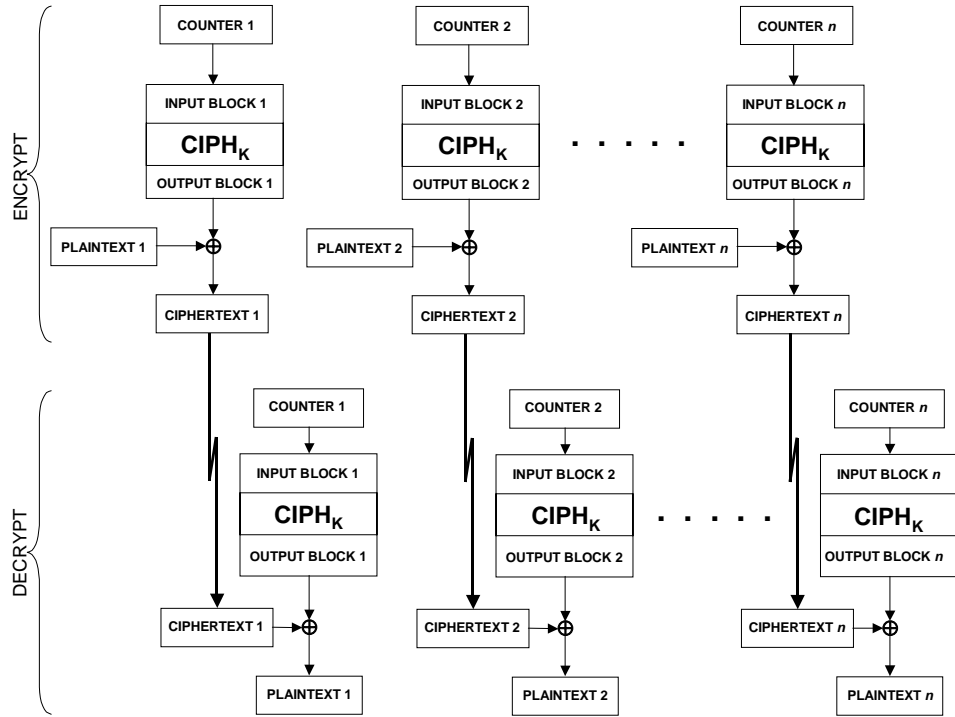 COUNTER 1 COUNTER 2 COUNTER n
INPUT BLOCK 1 INPUT BLOCK 2 INPUT BLOCK n
CIPHK CIPHK . . . . . CIPHK
OUTPUT BLOCK 1 OUTPUT BLOCK 2 OUTPUT BLOCK n
ENCRYPT
PLAINTEXT 1 PLAINTEXT 2 PLAINTEXT n
CIPHERTEXT 1 CIPHERTEXT 2 CIPHERTEXT n
COUNTER 1 COUNTER 2 COUNTER n
INPUT BLOCK 1 INPUT BLOCK 2 INPUT BLOCK n
CIPHK CIPHK . . . . . CIPHK
OUTPUT BLOCK 1 OUTPUT BLOCK 2 OUTPUT BLOCK n
DECRYPT
CIPHERTEXT 1 CIPHERTEXT 2 CIPHERTEXT n
PLAINTEXT 1 PLAINTEXT 2 PLAINTEXT n